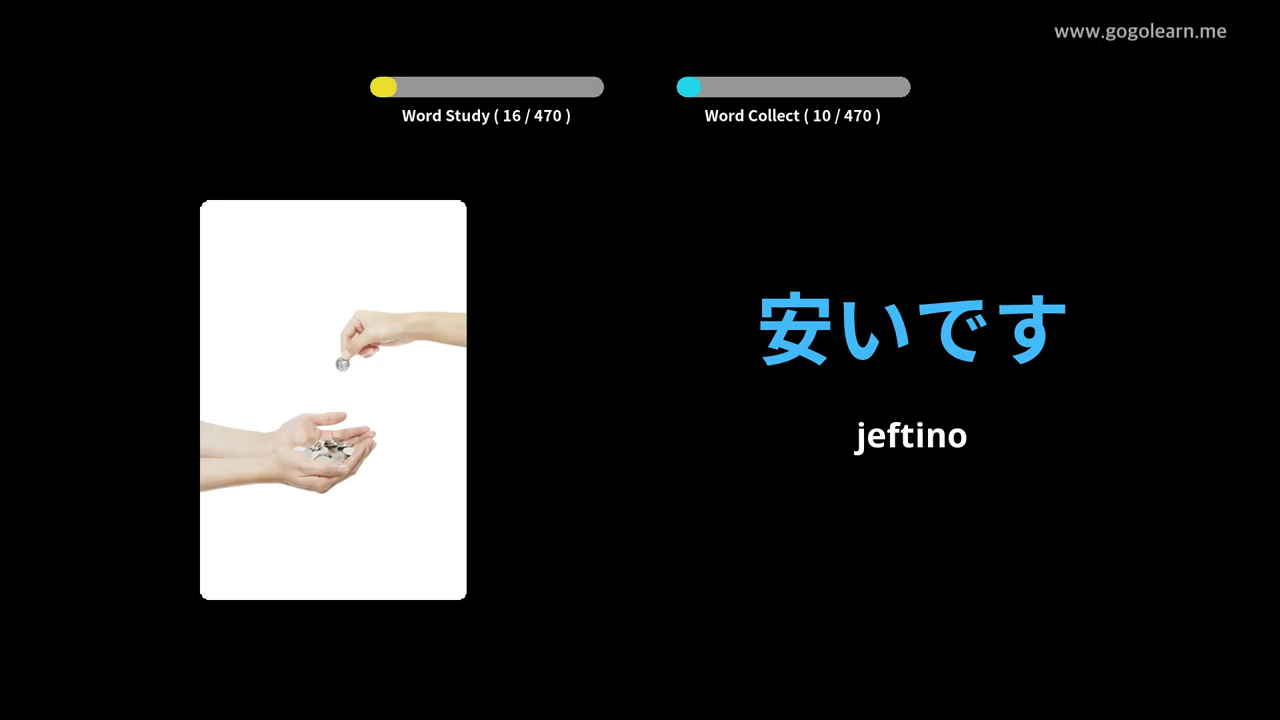 www.gogolearn.me
Word Study ( 16 / 470 )
Word Collect ( 10 / 470 )
安いです
jeftino